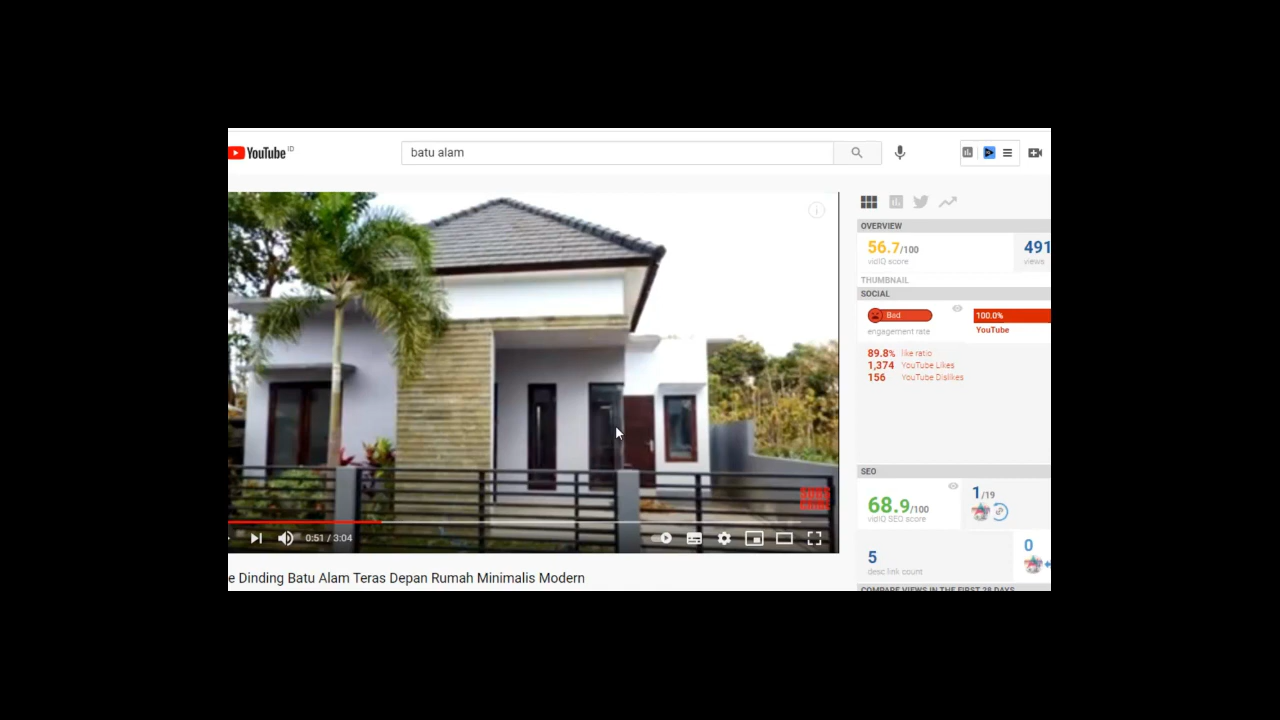 YouTube ID
batu alam
OVERVIEW
56.7/100
vidIQ score
491
views
THUMBNAIL
SOCIAL
Bad
engagement rate
100.0%
YouTube
89.8% like ratio
1,374 YouTube Likes
156 YouTube Dislikes
SEO
68.9/100
vidIQ SEO score
1/19
0:51 / 3:04
5
desc link count
0
e Dinding Batu Alam Teras Depan Rumah Minimalis Modern
COMPARE VIEWS IN THE FIRST 28 DAYS